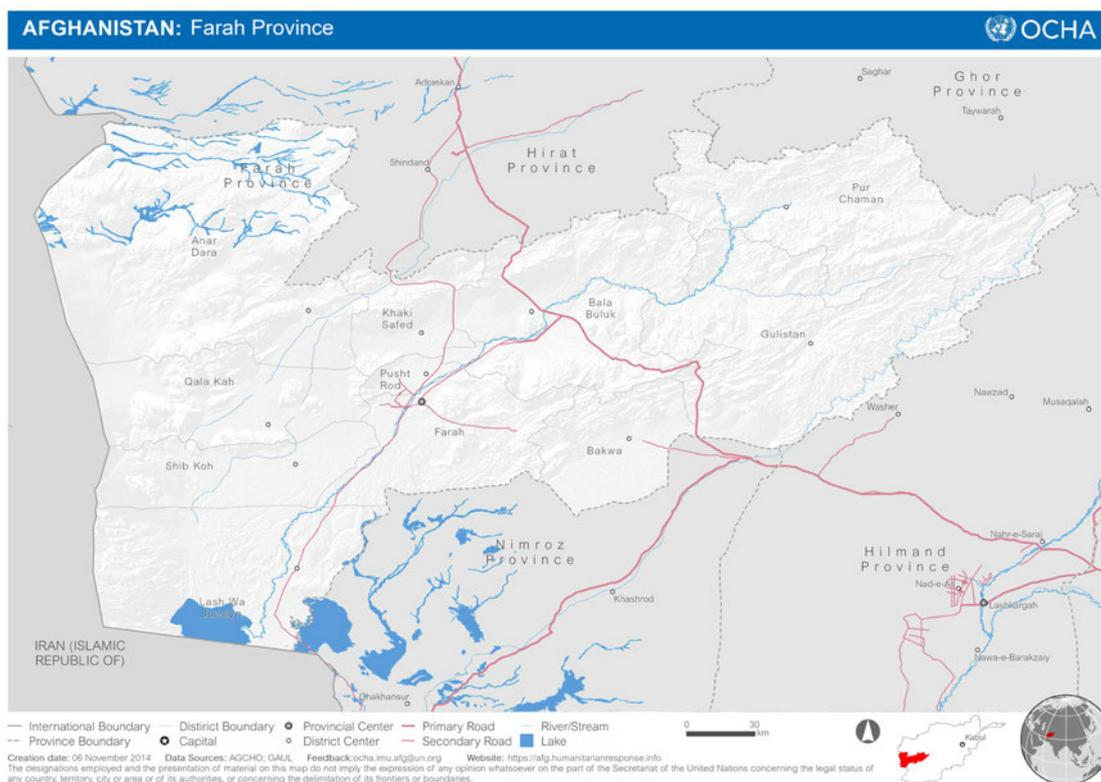 AFGHANISTAN: Farah Province
OCHA
Saghar
Ghor
Province
Taywarah
Adraskan
Hirat
Province
Shindand
Farah
Province
Pur
Chaman
Anar
Dara
Bala
Buluk
Khaki
Safed
Gulistan
Qala Kah
Pusht
Rod
Nawzad
Musaqalah
Washer
Farah
Bakwa
Shib Koh
Nimroz
Province
Nahr-e-Saraj
Hilmand
Province
Nad-e-Ali
Khashrod
Lashkargah
Lash Wa
IRAN (ISLAMIC
REPUBLIC OF)
Nawa-e-Barakzaiy
Chakhansur
International Boundary District Boundary Provincial Center Primary Road River/Stream
Province Boundary Capital District Center Secondary Road Lake
0 30
km
Kabul
Creation date: 06 November 2014 Data Sources: AGCHO; GAUL Feedback:ocha.imu.afg@un.org Website: https://afg.humanitarianresponse.info
The designations employed and the presentation of material on this map do not imply the expression of any opinion whatsoever on the part of the Secretariat of the United Nations concerning the legal status of
any country, territory, city or area or of its authorities, or concerning the delimitation of its frontiers or boundaries.